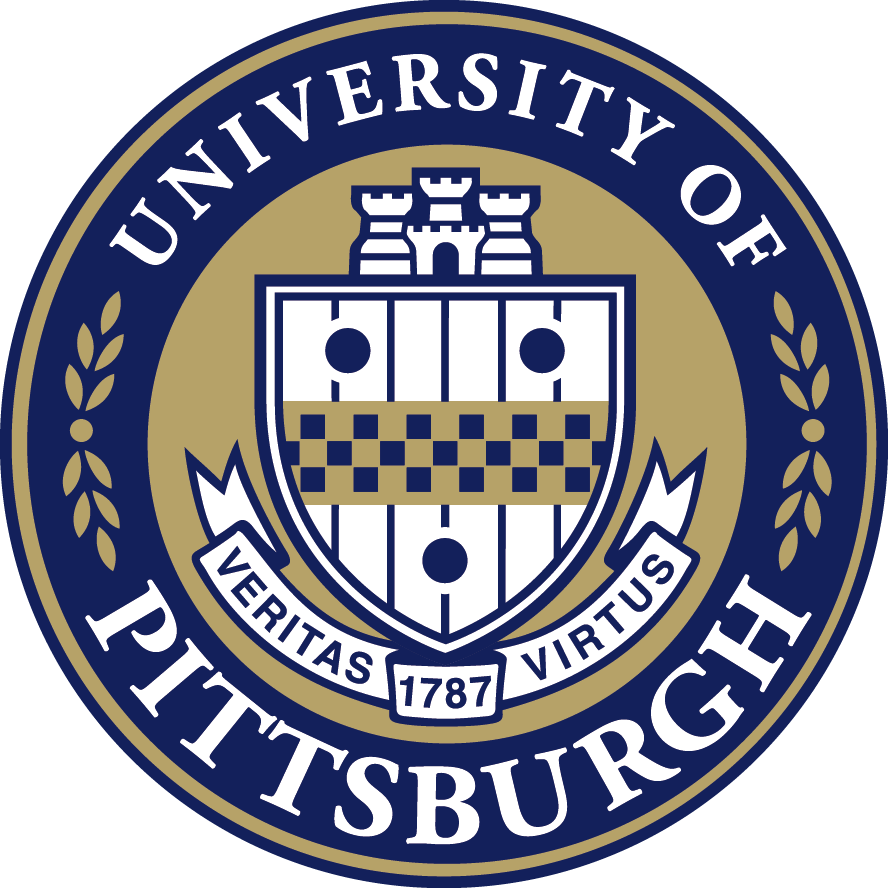 UNIVERSITY OF
PITTSBURGH
VERITAS
1787
VIRTUS